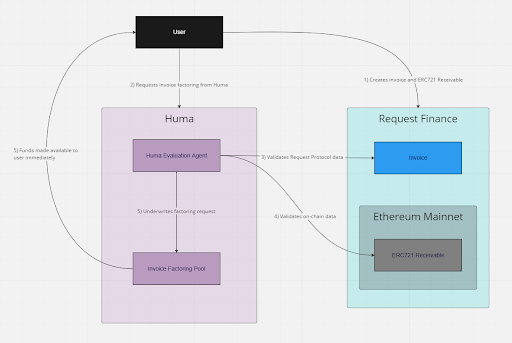 User
1) Creates invoice and ERC721 Receivable
2) Requests invoice factoring from Huma
Huma
Request Finance
5) Funds made available to
user immediately
Huma Evaluation Agent
3) Validates Request Protocol data
Invoice
5) Underwrites factoring request
4) Validates on-chain data
Ethereum Mainnet
Invoice Factoring Pool
ERC721 Receivable